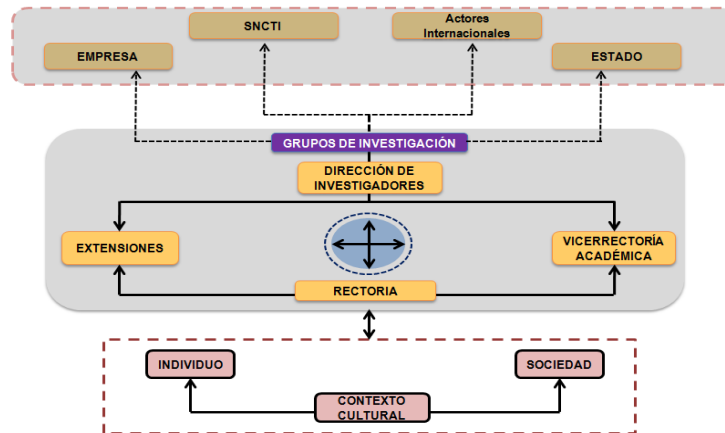 SNCTI
Actores
Internacionales
EMPRESA
ESTADO
GRUPOS DE INVESTIGACIÓN
DIRECCIÓN DE
INVESTIGADORES
EXTENSIONES
VICERRECTORÍA
ACADÉMICA
RECTORIA
INDIVIDUO
SOCIEDAD
CONTEXTO
CULTURAL